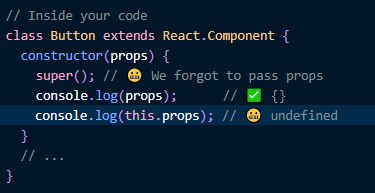 // Inside your code
class Button extends React.Component {
  constructor(props) {
    super(); // 😬 We forgot to pass props
    console.log(props);      // ✅ {}
    console.log(this.props); // 😬 undefined
  }
  // ...
}